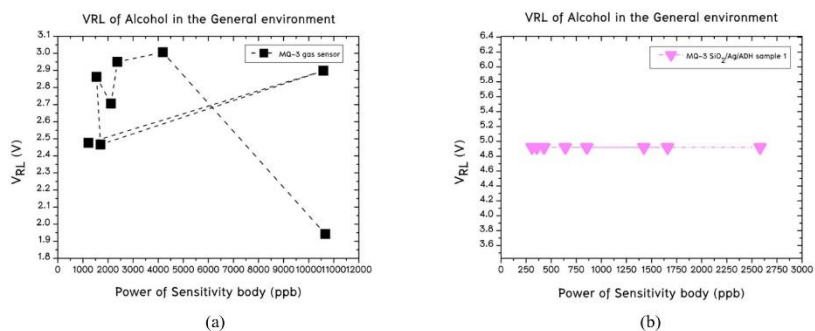 VRL of Alcohol in the General environment
3.1
3.0
2.9
2.8
2.7
2.6
2.5
2.4
2.3
2.2
2.1
2.0
1.9
1.8
V_RL (V)
MQ-3 gas sensor
0 1000 2000 3000 4000 5000 6000 7000 8000 9000 10000 11000 12000
Power of Sensitivity body (ppb)
(a)
VRL of Alcohol in the General environment
6.4
6.2
6.0
5.8
5.6
5.4
5.2
5.0
4.8
4.6
4.4
4.2
4.0
3.8
3.6
V_RL (V)
MQ-3 SiO2/Ag/ADH sample 1
0 250 500 750 1000 1250 1500 1750 2000 2250 2500 2750 3000
Power of Sensitivity body (ppb)
(b)